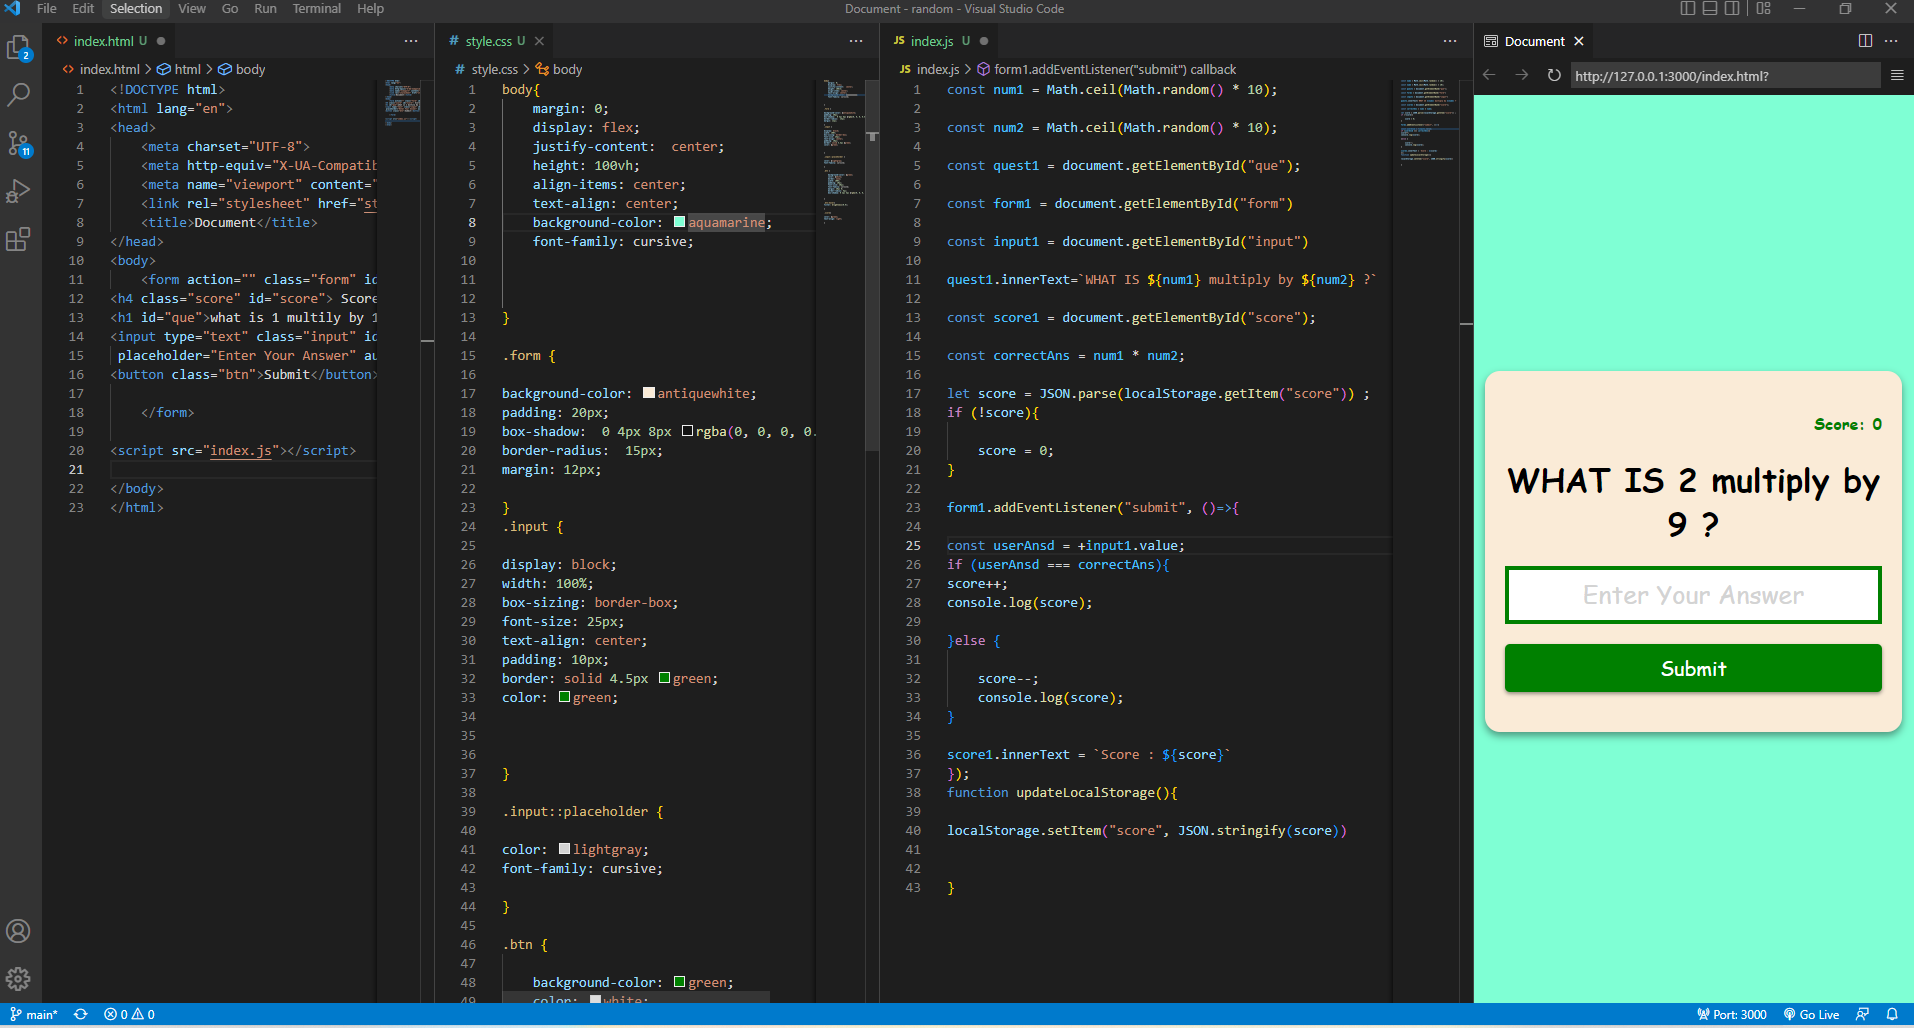 File Edit Selection View Go Run Terminal Help
Document - random - Visual Studio Code
index.html U
index.html > html > body
1 <!DOCTYPE html>
2 <html lang="en">
3 <head>
4 <meta charset="UTF-8">
5 <meta http-equiv="X-UA-Compatib
6 <meta name="viewport" content="
7 <link rel="stylesheet" href="st
8 <title>Document</title>
9 </head>
10 <body>
11 <form action="" class="form" id
12 <h4 class="score" id="score"> Score
13 <h1 id="que">what is 1 multily by 1
14 <input type="text" class="input" id
15 placeholder="Enter Your Answer" au
16 <button class="btn">Submit</button>
17
18 </form>
19
20 <script src="index.js"></script>
21
22 </body>
23 </html>
# style.css U
# style.css > body
1 body{
2 margin: 0;
3 display: flex;
4 justify-content:  center;
5 height: 100vh;
6 align-items: center;
7 text-align: center;
8 background-color: aquamarine;
9 font-family: cursive;
10
11
12
13 }
14
15 .form {
16
17 background-color: antiquewhite;
18 padding: 20px;
19 box-shadow:  0 4px 8px rgba(0, 0, 0, 0.
20 border-radius:  15px;
21 margin: 12px;
22
23 }
24 .input {
25
26 display: block;
27 width: 100%;
28 box-sizing: border-box;
29 font-size: 25px;
30 text-align: center;
31 padding: 10px;
32 border: solid 4.5px green;
33 color: green;
34
35
36
37 }
38
39 .input::placeholder {
40
41 color: lightgray;
42 font-family: cursive;
43
44 }
45
46 .btn {
47
48 background-color: green;
49 color: white;
JS index.js U
JS index.js > form1.addEventListener("submit") callback
1 const num1 = Math.ceil(Math.random() * 10);
2
3 const num2 = Math.ceil(Math.random() * 10);
4
5 const quest1 = document.getElementById("que");
6
7 const form1 = document.getElementById("form")
8
9 const input1 = document.getElementById("input")
10
11 quest1.innerText=`WHAT IS ${num1} multiply by ${num2} ?`
12
13 const score1 = document.getElementById("score");
14
15 const correctAns = num1 * num2;
16
17 let score = JSON.parse(localStorage.getItem("score")) ;
18 if (!score){
19
20 score = 0;
21 }
22
23 form1.addEventListener("submit", ()=>{
24
25 const userAnsd = +input1.value;
26 if (userAnsd === correctAns){
27 score++;
28 console.log(score);
29
30 }else {
31
32 score--;
33 console.log(score);
34 }
35
36 score1.innerText = `Score : ${score}`
37 });
38 function updateLocalStorage(){
39
40 localStorage.setItem("score", JSON.stringify(score))
41
42
43 }
Document
http://127.0.0.1:3000/index.html?
Score: 0
WHAT IS 2 multiply by
9 ?
Enter Your Answer
Submit
2
11
main* 0 0
Port: 3000 Go Live